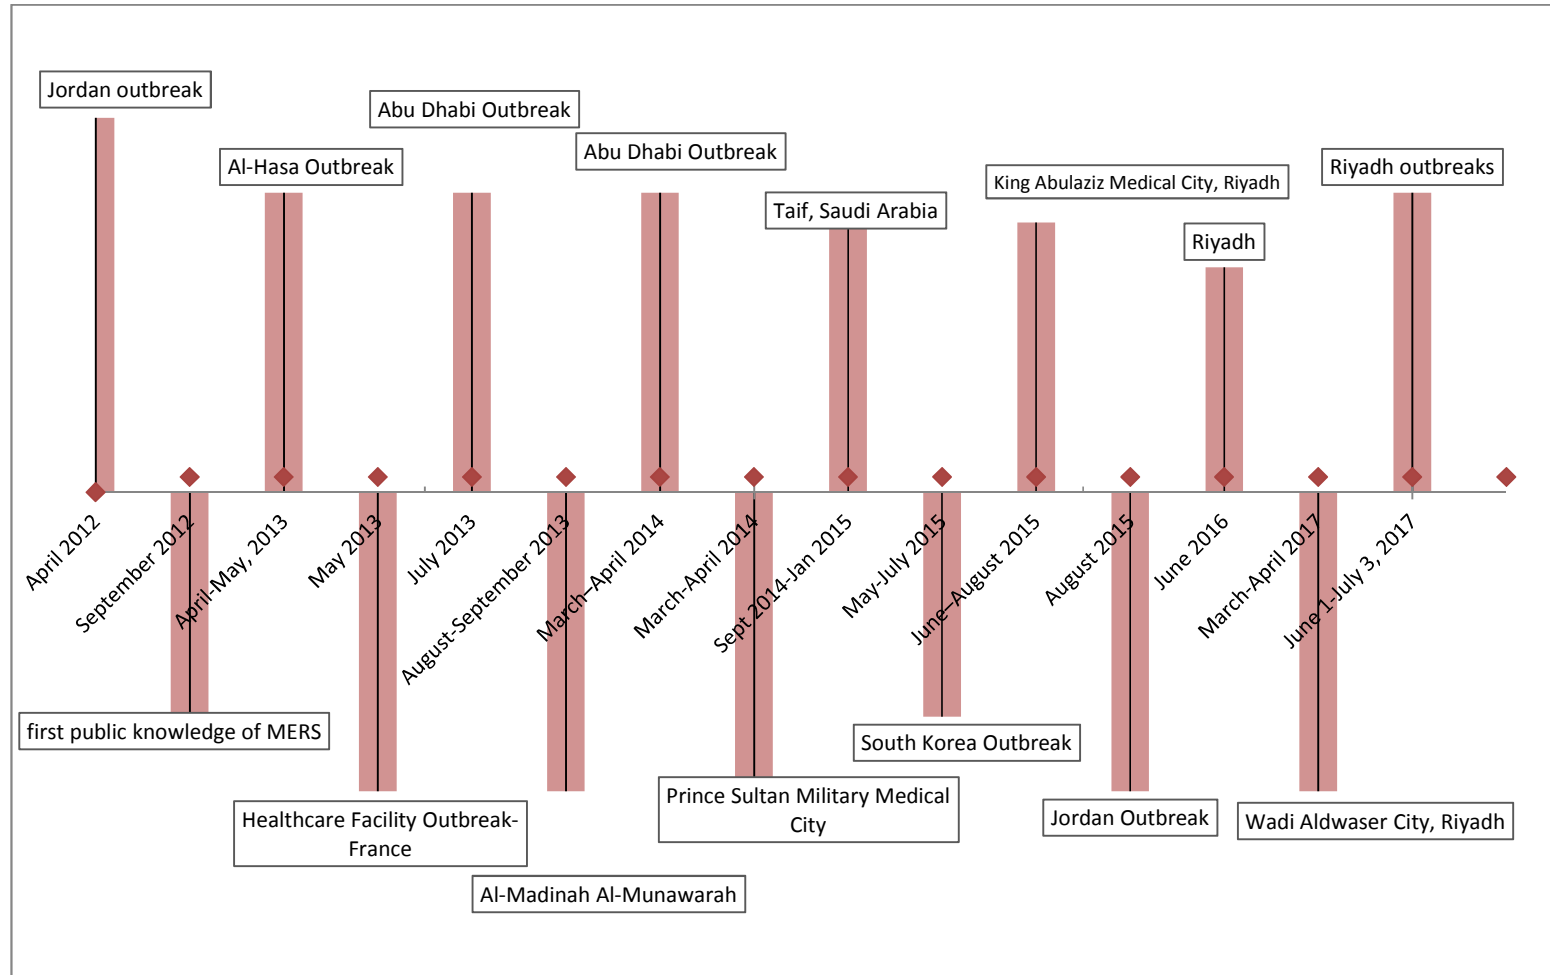 Jordan outbreak
Abu Dhabi Outbreak
Abu Dhabi Outbreak
Al-Hasa Outbreak
Riyadh outbreaks
King Abulaziz Medical City, Riyadh
Taif, Saudi Arabia
Riyadh
April 2012
September 2012
April-May, 2013
May 2013
July 2013
August-September 2013
March–April 2014
March-April 2014
Sept 2014-Jan 2015
May-July 2015
June–August 2015
August 2015
June 2016
March-April 2017
June 1-July 3, 2017
first public knowledge of MERS
South Korea Outbreak
Prince Sultan Military Medical
City
Healthcare Facility Outbreak-
France
Jordan Outbreak
Wadi Aldwaser City, Riyadh
Al-Madinah Al-Munawarah